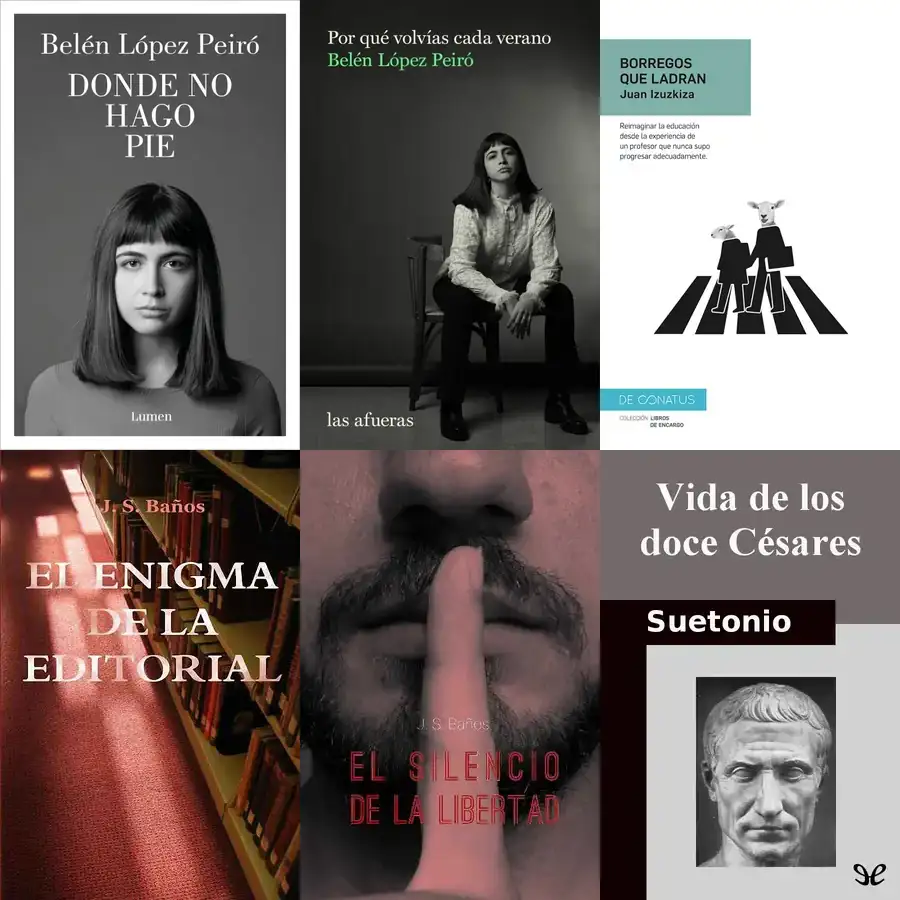 Belén López Peiró
DONDE NO
HAGO
PIE
Lumen
Por qué volvías cada verano
Belén López Peiró
las afueras
BORREGOS
QUE LADRAN
Juan Izuzkiza
Reimaginar la educación
desde la experiencia de
un profesor que nunca supo
progresar adecuadamente.
DE CONATUS
COLECCIÓN LIBROS
DE ENCARGO
J. S. Baños
EL ENIGMA
DE LA
EDITORIAL
J. S. Baños
EL SILENCIO
DE LA LIBERTAD
Vida de los
doce Césares
Suetonio